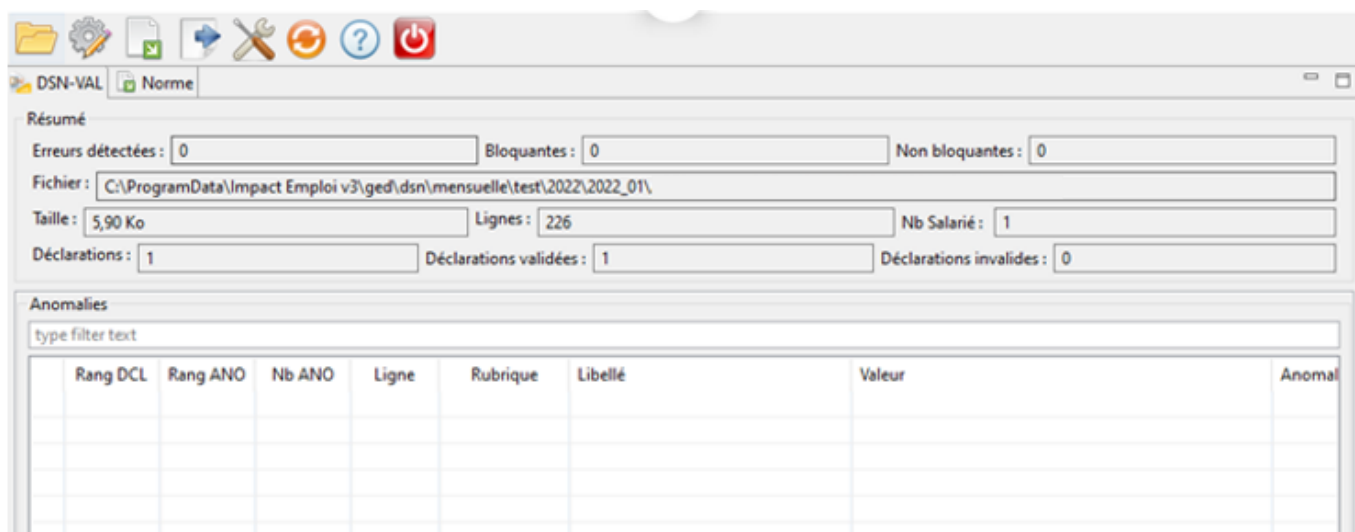 DSN-VAL Norme
Résumé
Erreurs détectées : 0 Bloquantes : 0 Non bloquantes : 0
Fichier : C:\ProgramData\Impact Emploi v3\ged\dsn\mensuelle\test\2022\2022_01\
Taille : 5,90 Ko Lignes : 226 Nb Salarié : 1
Déclarations : 1 Déclarations validées : 1 Déclarations invalides : 0
Anomalies
type filter text
Rang DCL Rang ANO Nb ANO Ligne Rubrique Libellé Valeur Anomal